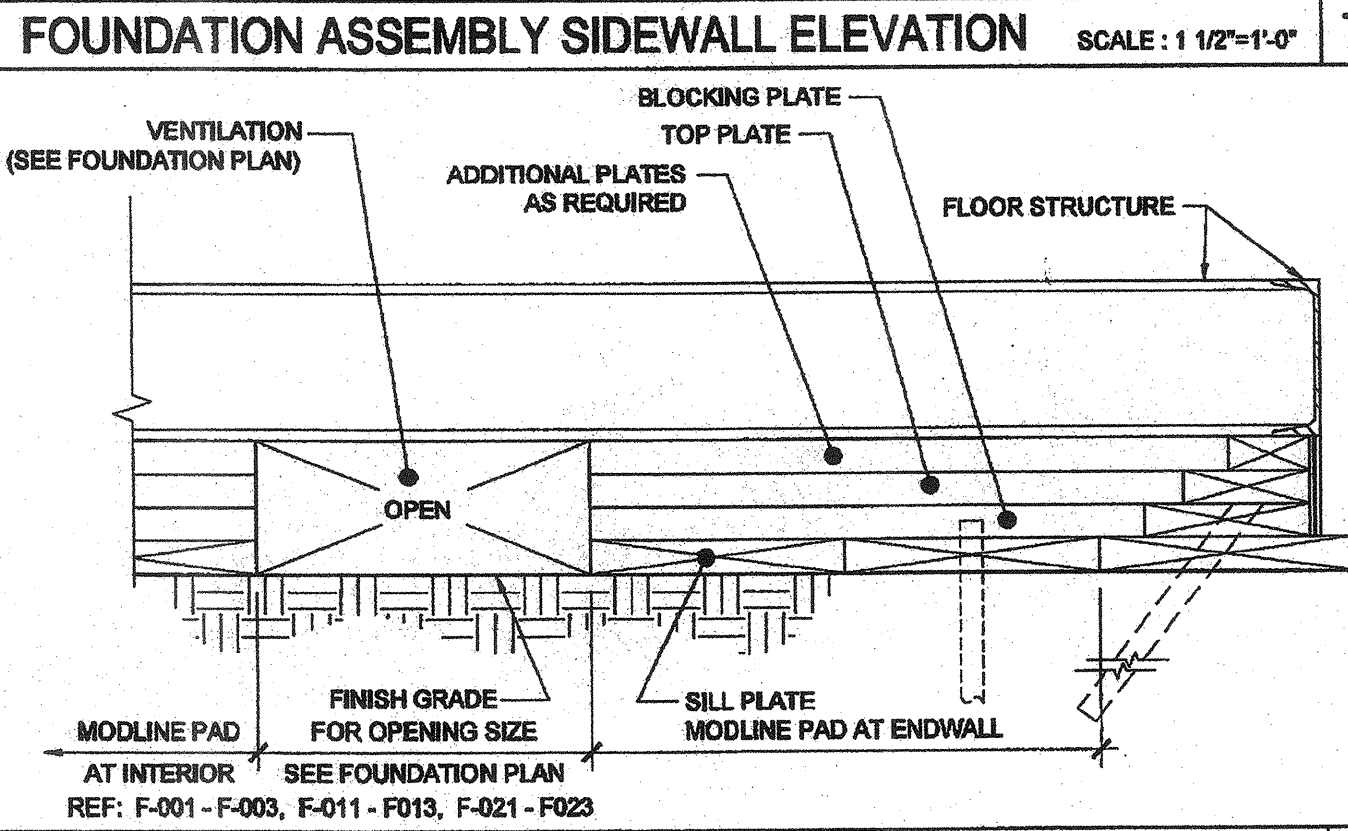 FOUNDATION ASSEMBLY SIDEWALL ELEVATION SCALE : 1 1/2"=1'-0"
BLOCKING PLATE
VENTILATION
(SEE FOUNDATION PLAN)
TOP PLATE
ADDITIONAL PLATES
AS REQUIRED
FLOOR STRUCTURE
OPEN
FINISH GRADE
SILL PLATE
MODLINE PAD
FOR OPENING SIZE
MODLINE PAD AT ENDWALL
AT INTERIOR
SEE FOUNDATION PLAN
REF: F-001 - F-003, F-011 - F013, F-021 - F023